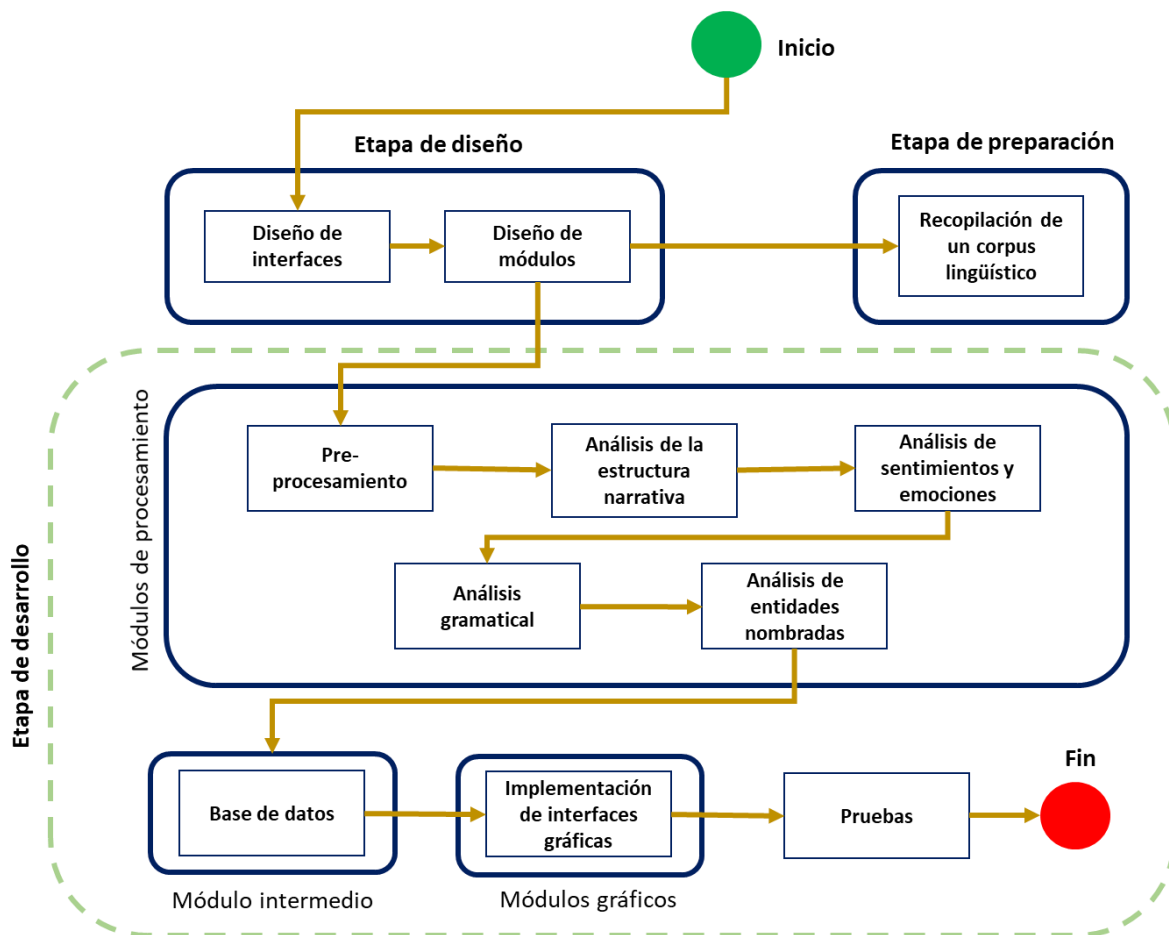 Inicio
Etapa de diseño
Etapa de preparación
Diseño de
interfaces
Diseño de
módulos
Recopilación de
un corpus
lingüístico
Etapa de desarrollo
Módulos de procesamiento
Pre-
procesamiento
Análisis de la
estructura
narrativa
Análisis de
sentimientos y
emociones
Análisis
gramatical
Análisis de
entidades
nombradas
Base de datos
Implementación
de interfaces
gráficas
Pruebas
Fin
Módulo intermedio
Módulos gráficos